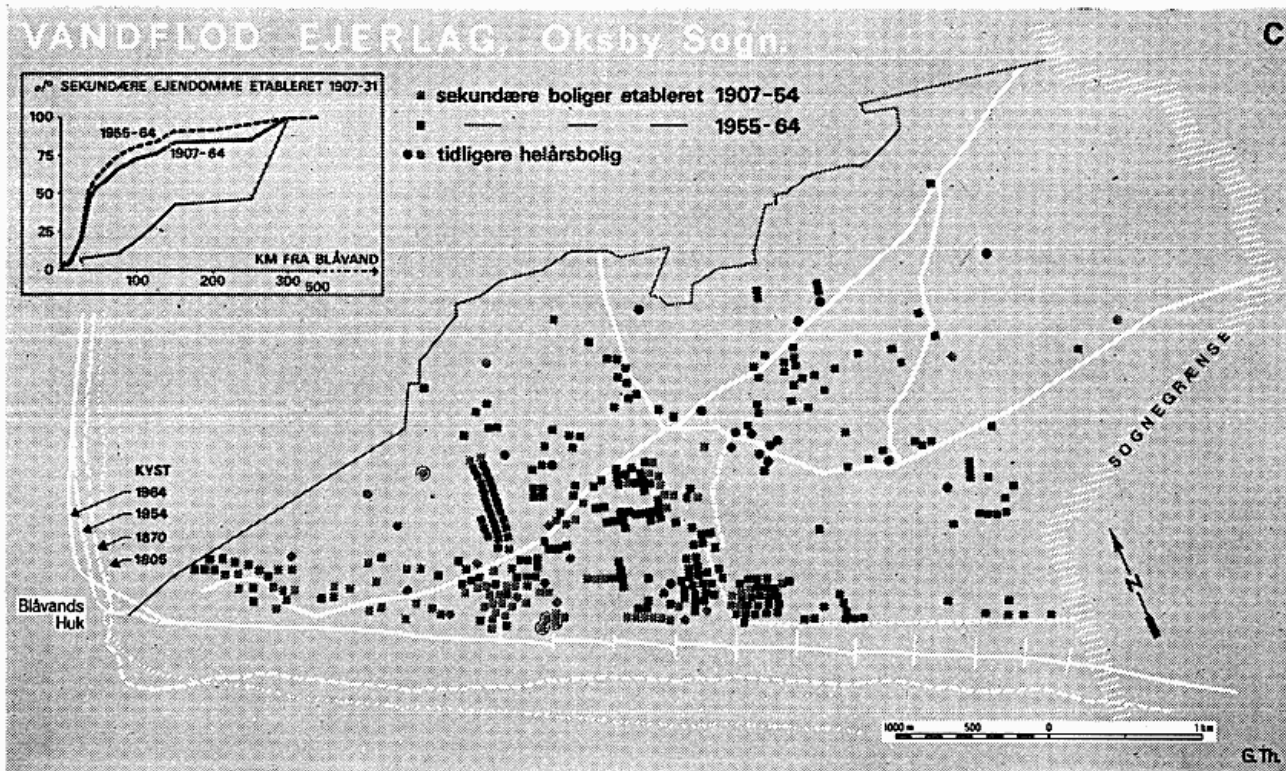 VANDFLOD EJERLAG, Oksby Sogn.
C
o/o SEKUNDÆRE EJENDOMME ETABLERET 1907-31
100
75
50
25
0
1955-64
1907-64
KM FRA BLÅVAND
100
200
300
500
sekundære boliger etableret 1907-54
1955-64
tidligere helårsbolig
KYST
1964
1954
1870
1805
Blåvands
Huk
SOGNEGRÆNSE
N
1000 m
500
0
1 km
G.Th.